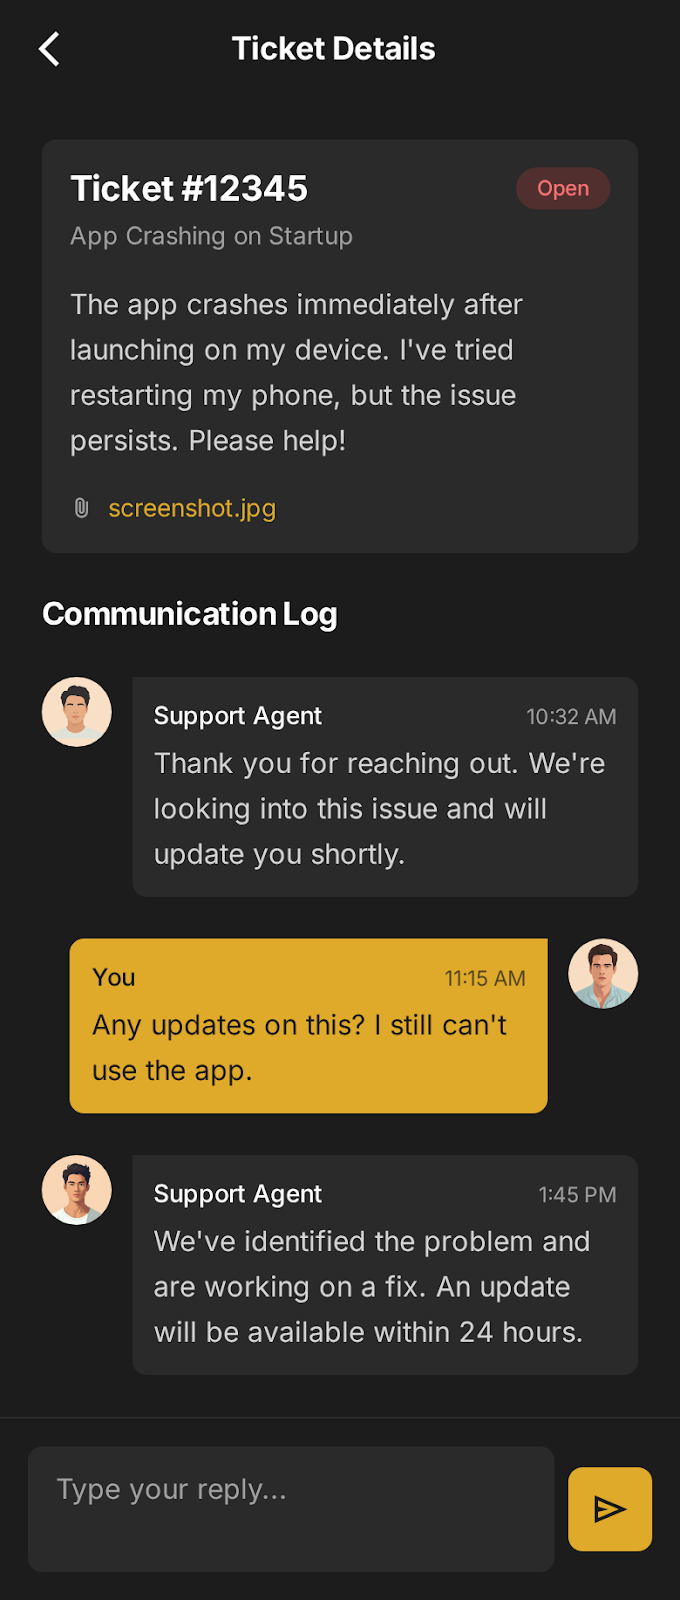 Ticket Details
Ticket #12345
Open
App Crashing on Startup
The app crashes immediately after
launching on my device. I've tried
restarting my phone, but the issue
persists. Please help!
screenshot.jpg
Communication Log
Support Agent
10:32 AM
Thank you for reaching out. We're
looking into this issue and will
update you shortly.
You
11:15 AM
Any updates on this? I still can't
use the app.
Support Agent
1:45 PM
We've identified the problem and
are working on a fix. An update
will be available within 24 hours.
Type your reply...